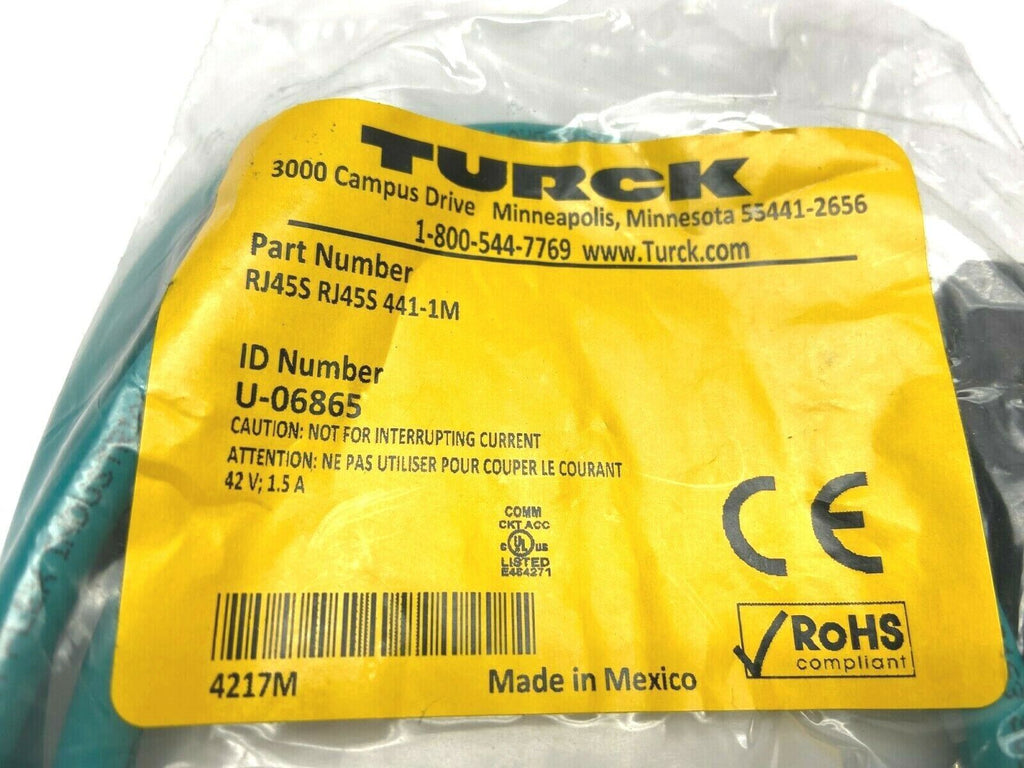 TURCK
3000 Campus Drive Minneapolis, Minnesota 55441-2656
1-800-544-7769 www.Turck.com
Part Number
RJ45S RJ45S 441-1M
ID Number
U-06865
CAUTION: NOT FOR INTERRUPTING CURRENT
ATTENTION: NE PAS UTILISER POUR COUPER LE COURANT
42 V; 1.5 A
COMM
CKT ACC
c UL us
LISTED
E484271
CE
RoHS
compliant
4217M
Made in Mexico